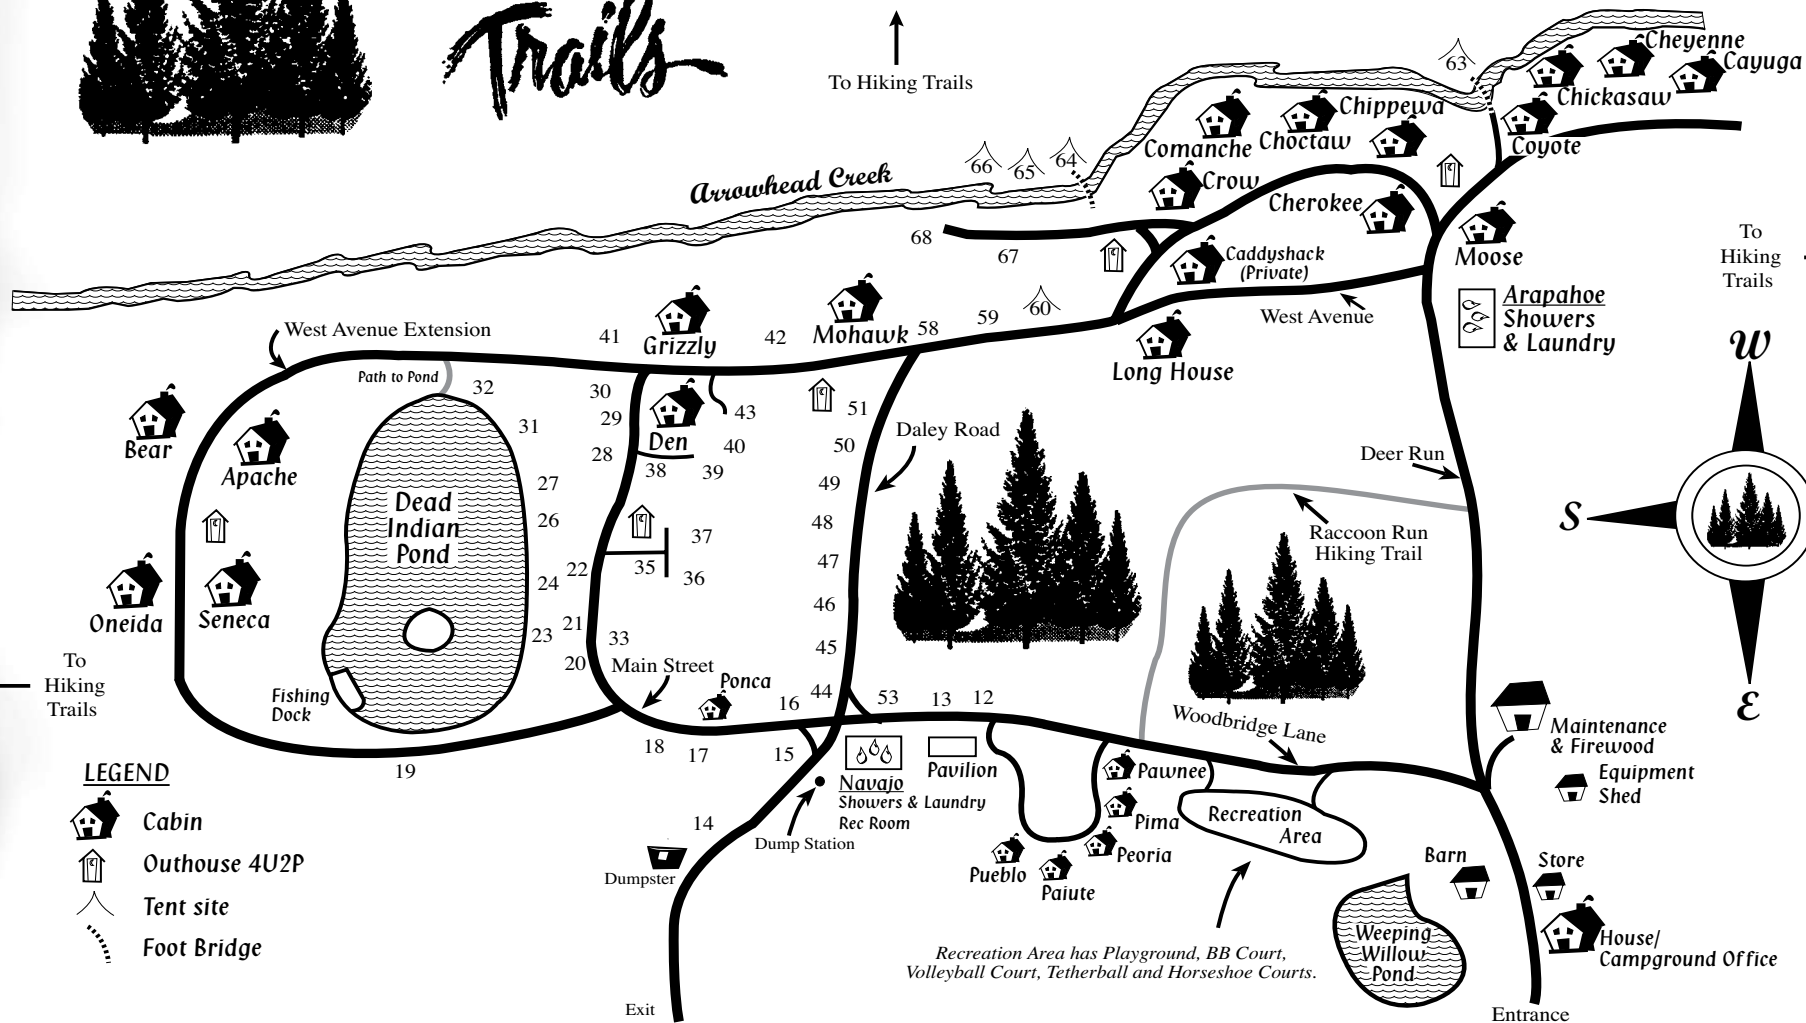 Trails
To Hiking Trails
63
Cheyenne
Cayuga
Chickasaw
Chippewa
Choctaw
Comanche
Coyote
66
65
64
Arrowhead Creek
Crow
Cherokee
68
67
Caddyshack
(Private)
Moose
To
Hiking
Trails
West Avenue Extension
41
Grizzly
42
Mohawk
58
59
60
West Avenue
Arapahoe
Showers
& Laundry
Long House
W
Path to Pond
32
30
31
29
28
Den
43
40
38
39
51
50
Daley Road
Deer Run
Bear
Apache
27
26
Dead
Indian
Pond
49
48
47
46
45
44
37
35
36
S
Raccoon Run
Hiking Trail
22
24
21
23
20
33
Oneida
Seneca
To
Hiking
Trails
Fishing
Dock
Main Street
Ponca
16
53
13
12
Woodbridge Lane
E
Maintenance
& Firewood
Equipment
Shed
18
17
15
19
Navajo
Showers & Laundry
Rec Room
Pavilion
Pawnee
Pima
Peoria
Pueblo
Paiute
Recreation
Area
14
Dump Station
Dumpster
LEGEND
Cabin
Outhouse 4U2P
Tent site
Foot Bridge
Barn
Store
Weeping
Willow
Pond
House/
Campground Office
Recreation Area has Playground, BB Court,
Volleyball Court, Tetherball and Horseshoe Courts.
Exit
Entrance